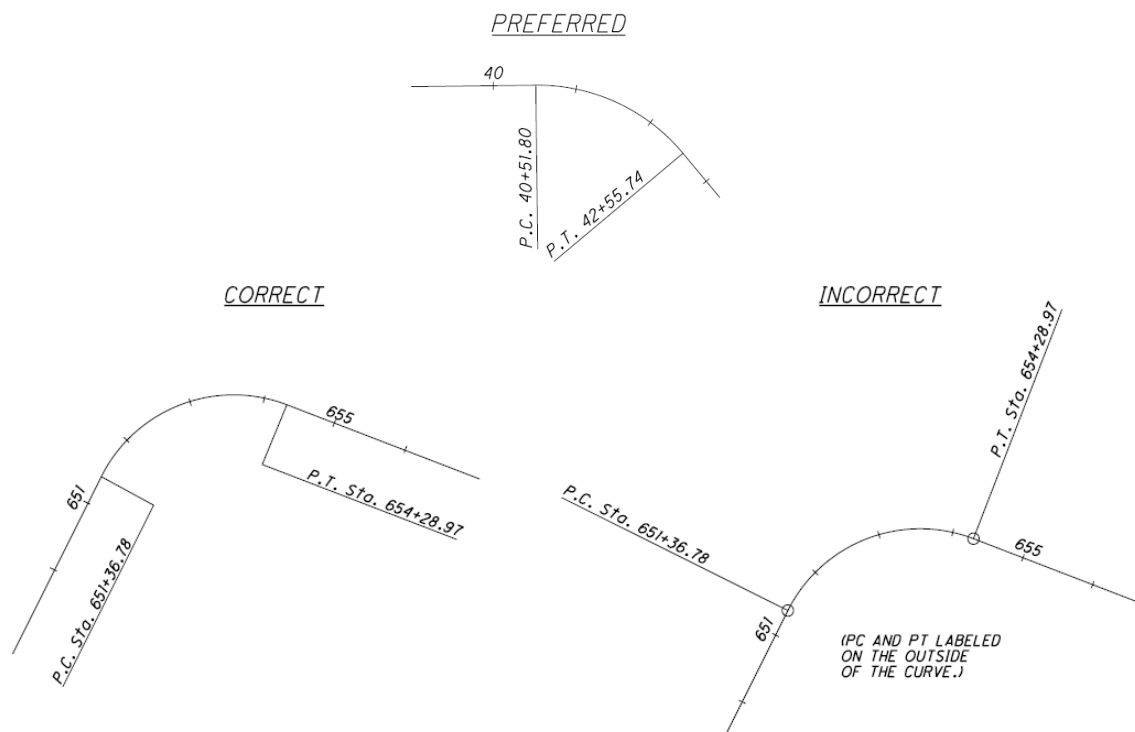 PREFERRED
40
P.C. 40+51.80
P.T. 42+55.74
CORRECT
651
655
P.T. Sta. 654+28.97
P.C. Sta. 651+36.78
INCORRECT
P.T. Sta. 654+28.97
P.C. Sta. 651+36.78
655
651
(PC AND PT LABELED
ON THE OUTSIDE
OF THE CURVE.)